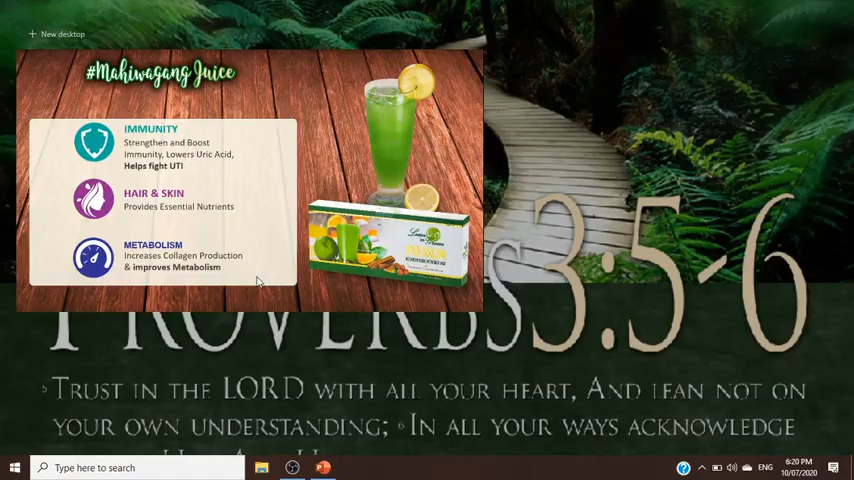 New desktop
#Mahiwagang Juice
IMMUNITY
Strengthen and Boost
Immunity, Lowers Uric Acid,
Helps fight UTI
HAIR & SKIN
Provides Essential Nutrients
METABOLISM
Increases Collagen Production
& improves Metabolism
PROVERBS 3:5-6
5 TRUST IN THE LORD WITH ALL YOUR HEART, AND LEAN NOT ON
YOUR OWN UNDERSTANDING; 6 IN ALL YOUR WAYS ACKNOWLEDGE
Type here to search
ENG
6:20 PM
10/07/2020